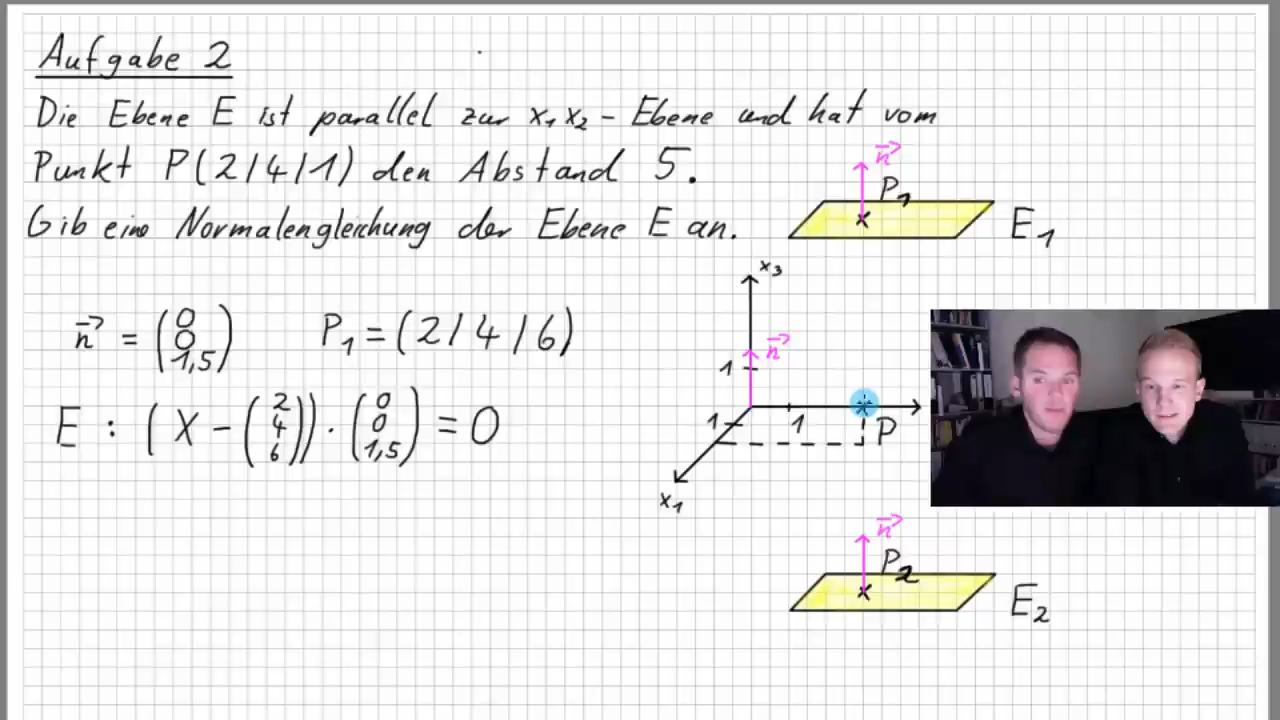 Aufgabe 2
Die Ebene E ist parallel zur x₁x₂ - Ebene und hat vom
Punkt P(2/4/1) den Abstand 5.
Gib eine Normalengleichung der Ebene E an.
n⃗ = (0 0 1,5) P₁ = (2/4/6)
E : (X - (2 4 6)) · (0 0 1,5) = 0
n⃗
P₁
E₁
x₃
n⃗
1
1
1
P
x₁
n⃗
P₂
E₂